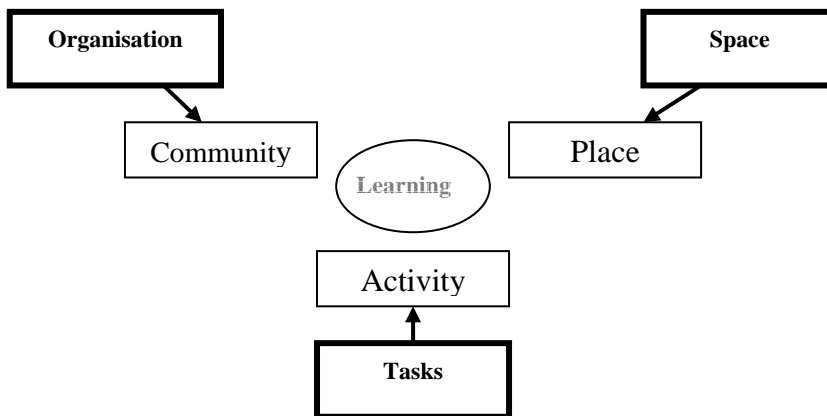 Organisation
Space
Community
Place
Learning
Activity
Tasks